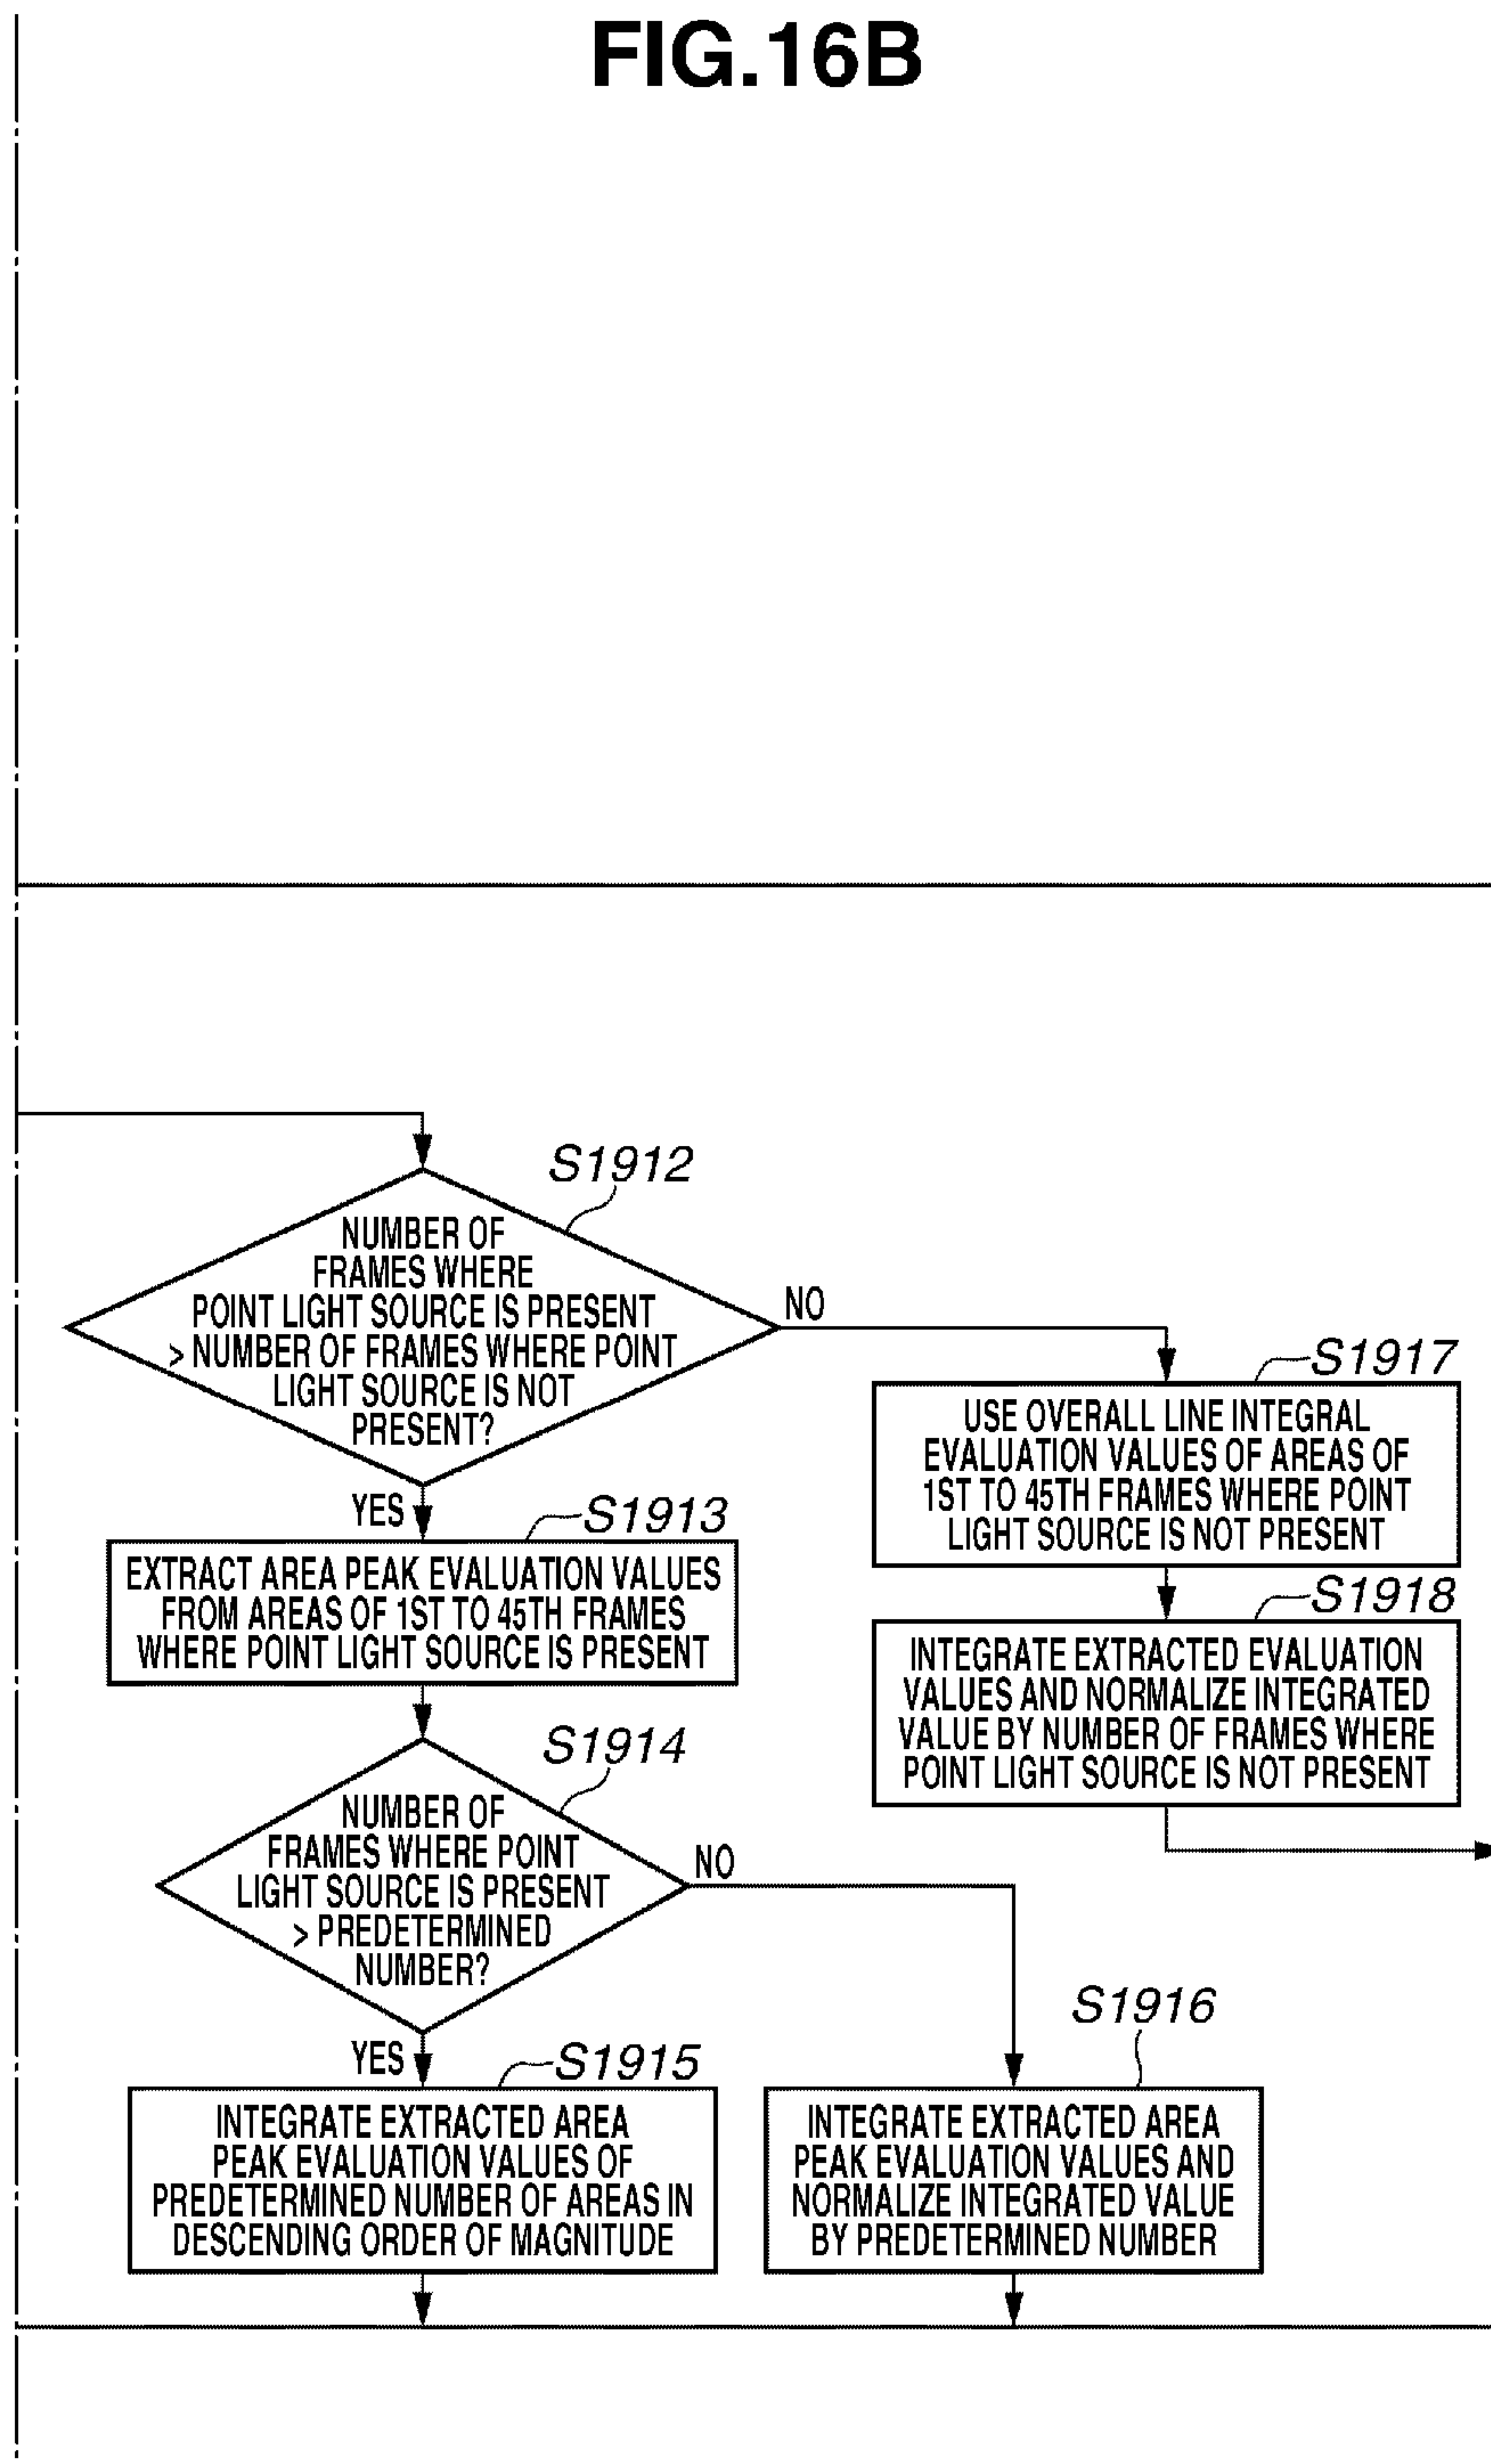 FIG.16B
S1912
NUMBER OF
FRAMES WHERE
POINT LIGHT SOURCE IS PRESENT
> NUMBER OF FRAMES WHERE POINT
LIGHT SOURCE IS NOT
PRESENT?
NO
YES
S1917
USE OVERALL LINE INTEGRAL
EVALUATION VALUES OF AREAS OF
1ST TO 45TH FRAMES WHERE POINT
LIGHT SOURCE IS NOT PRESENT
S1913
EXTRACT AREA PEAK EVALUATION VALUES
FROM AREAS OF 1ST TO 45TH FRAMES
WHERE POINT LIGHT SOURCE IS PRESENT
S1918
INTEGRATE EXTRACTED EVALUATION
VALUES AND NORMALIZE INTEGRATED
VALUE BY NUMBER OF FRAMES WHERE
POINT LIGHT SOURCE IS NOT PRESENT
S1914
NUMBER OF
FRAMES WHERE POINT
LIGHT SOURCE IS PRESENT
> PREDETERMINED
NUMBER?
NO
YES
S1915
INTEGRATE EXTRACTED AREA
PEAK EVALUATION VALUES OF
PREDETERMINED NUMBER OF AREAS IN
DESCENDING ORDER OF MAGNITUDE
S1916
INTEGRATE EXTRACTED AREA
PEAK EVALUATION VALUES AND
NORMALIZE INTEGRATED VALUE
BY PREDETERMINED NUMBER